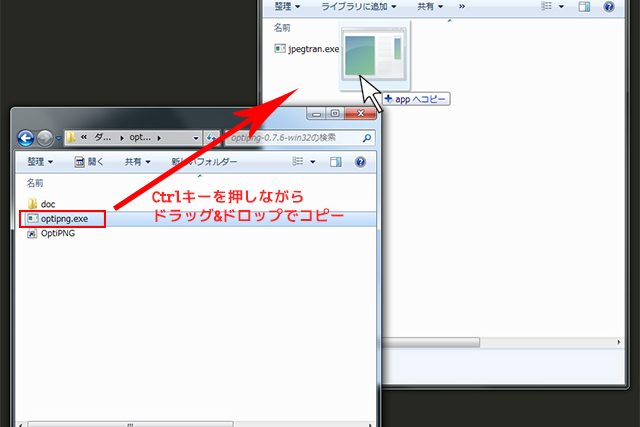 整理 ライブラリに追加 共有 »
名前
jpegtran.exe
app へコピー
« ダ... opt... optipng-0.7.6-win32の検索
整理 開く 共有 新しいフォルダー
名前
doc
optipng.exe
OptiPNG
Ctrlキーを押しながら
ドラッグ&ドロップでコピー